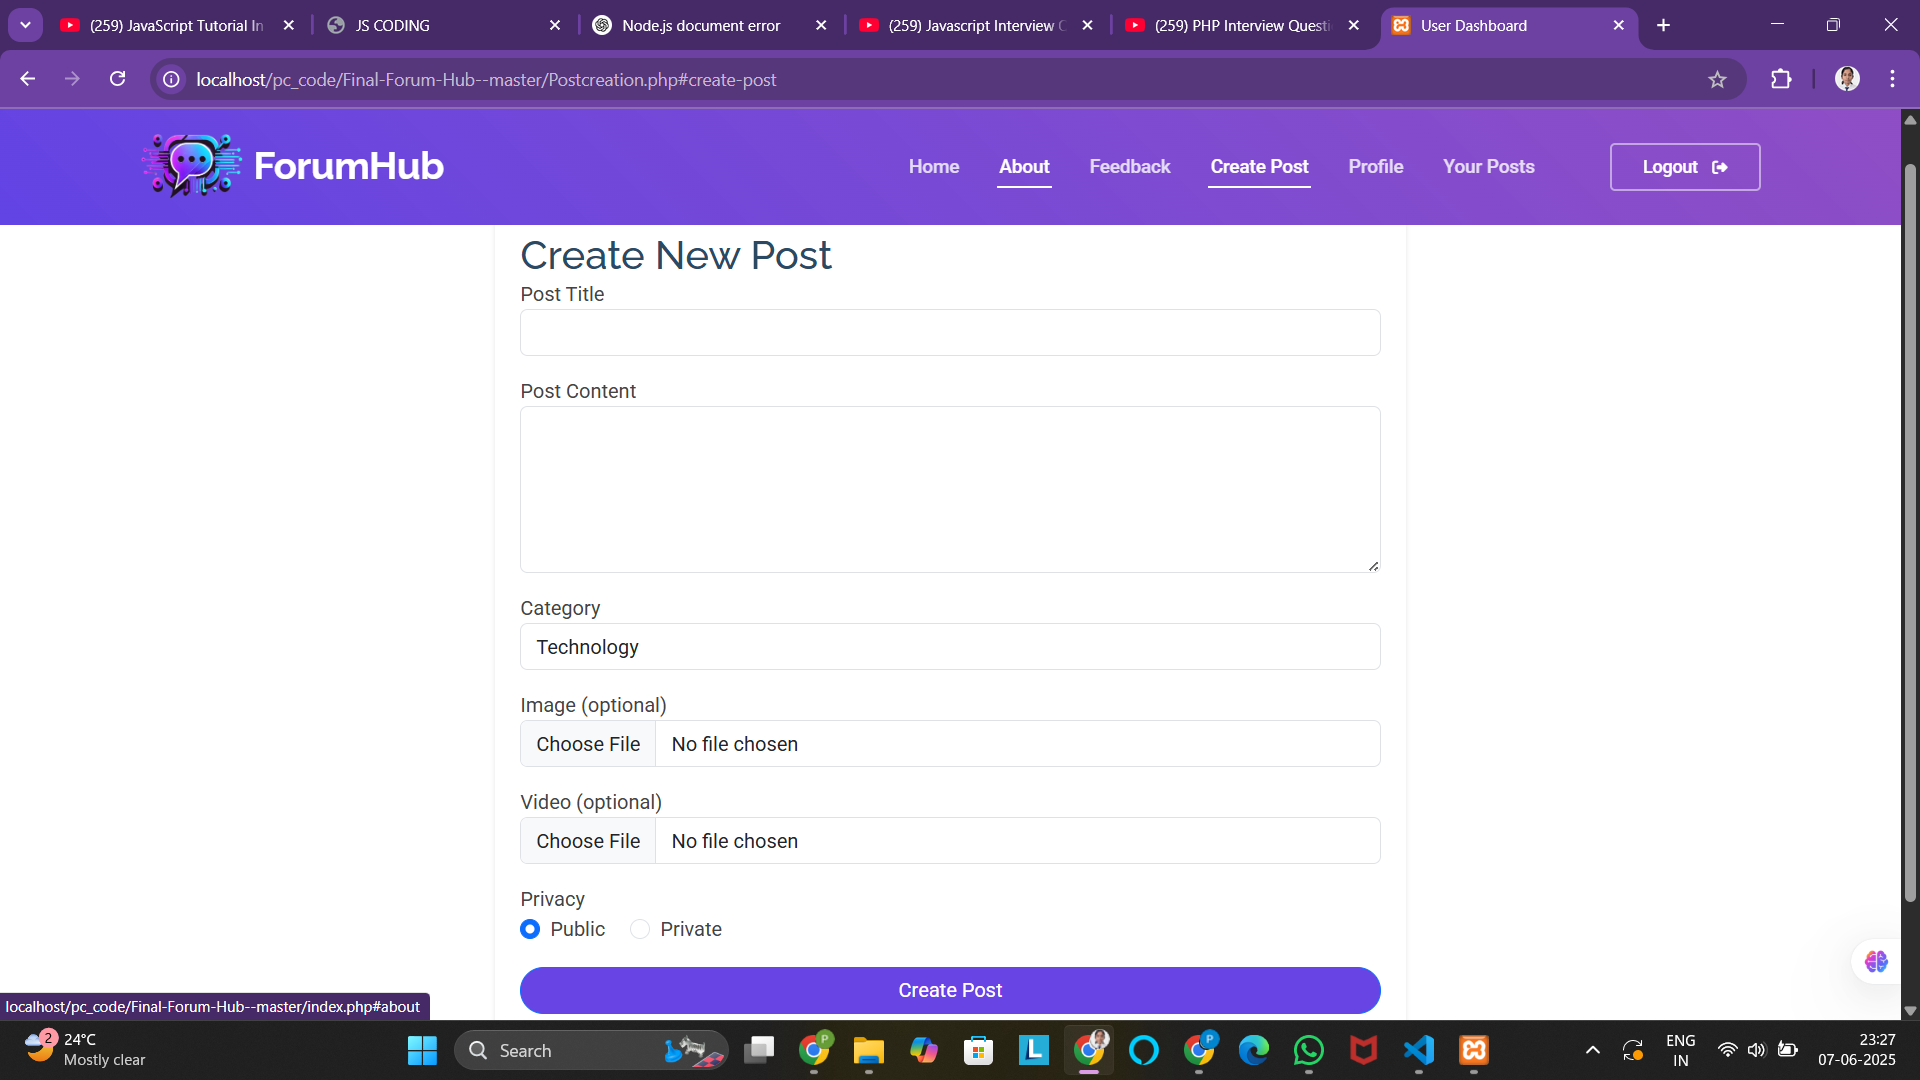 (259) JavaScript Tutorial In
JS CODING
Node.js document error
(259) Javascript Interview C
(259) PHP Interview Questi
User Dashboard
localhost/pc_code/Final-Forum-Hub--master/Postcreation.php#create-post
ForumHub
Home
About
Feedback
Create Post
Profile
Your Posts
Logout
Create New Post
Post Title
Post Content
Category
Technology
Image (optional)
Choose File No file chosen
Video (optional)
Choose File No file chosen
Privacy
Public Private
Create Post
localhost/pc_code/Final-Forum-Hub--master/index.php#about
2
24°C
Mostly clear
Search
P
L
P
ENG
IN
23:27
07-06-2025